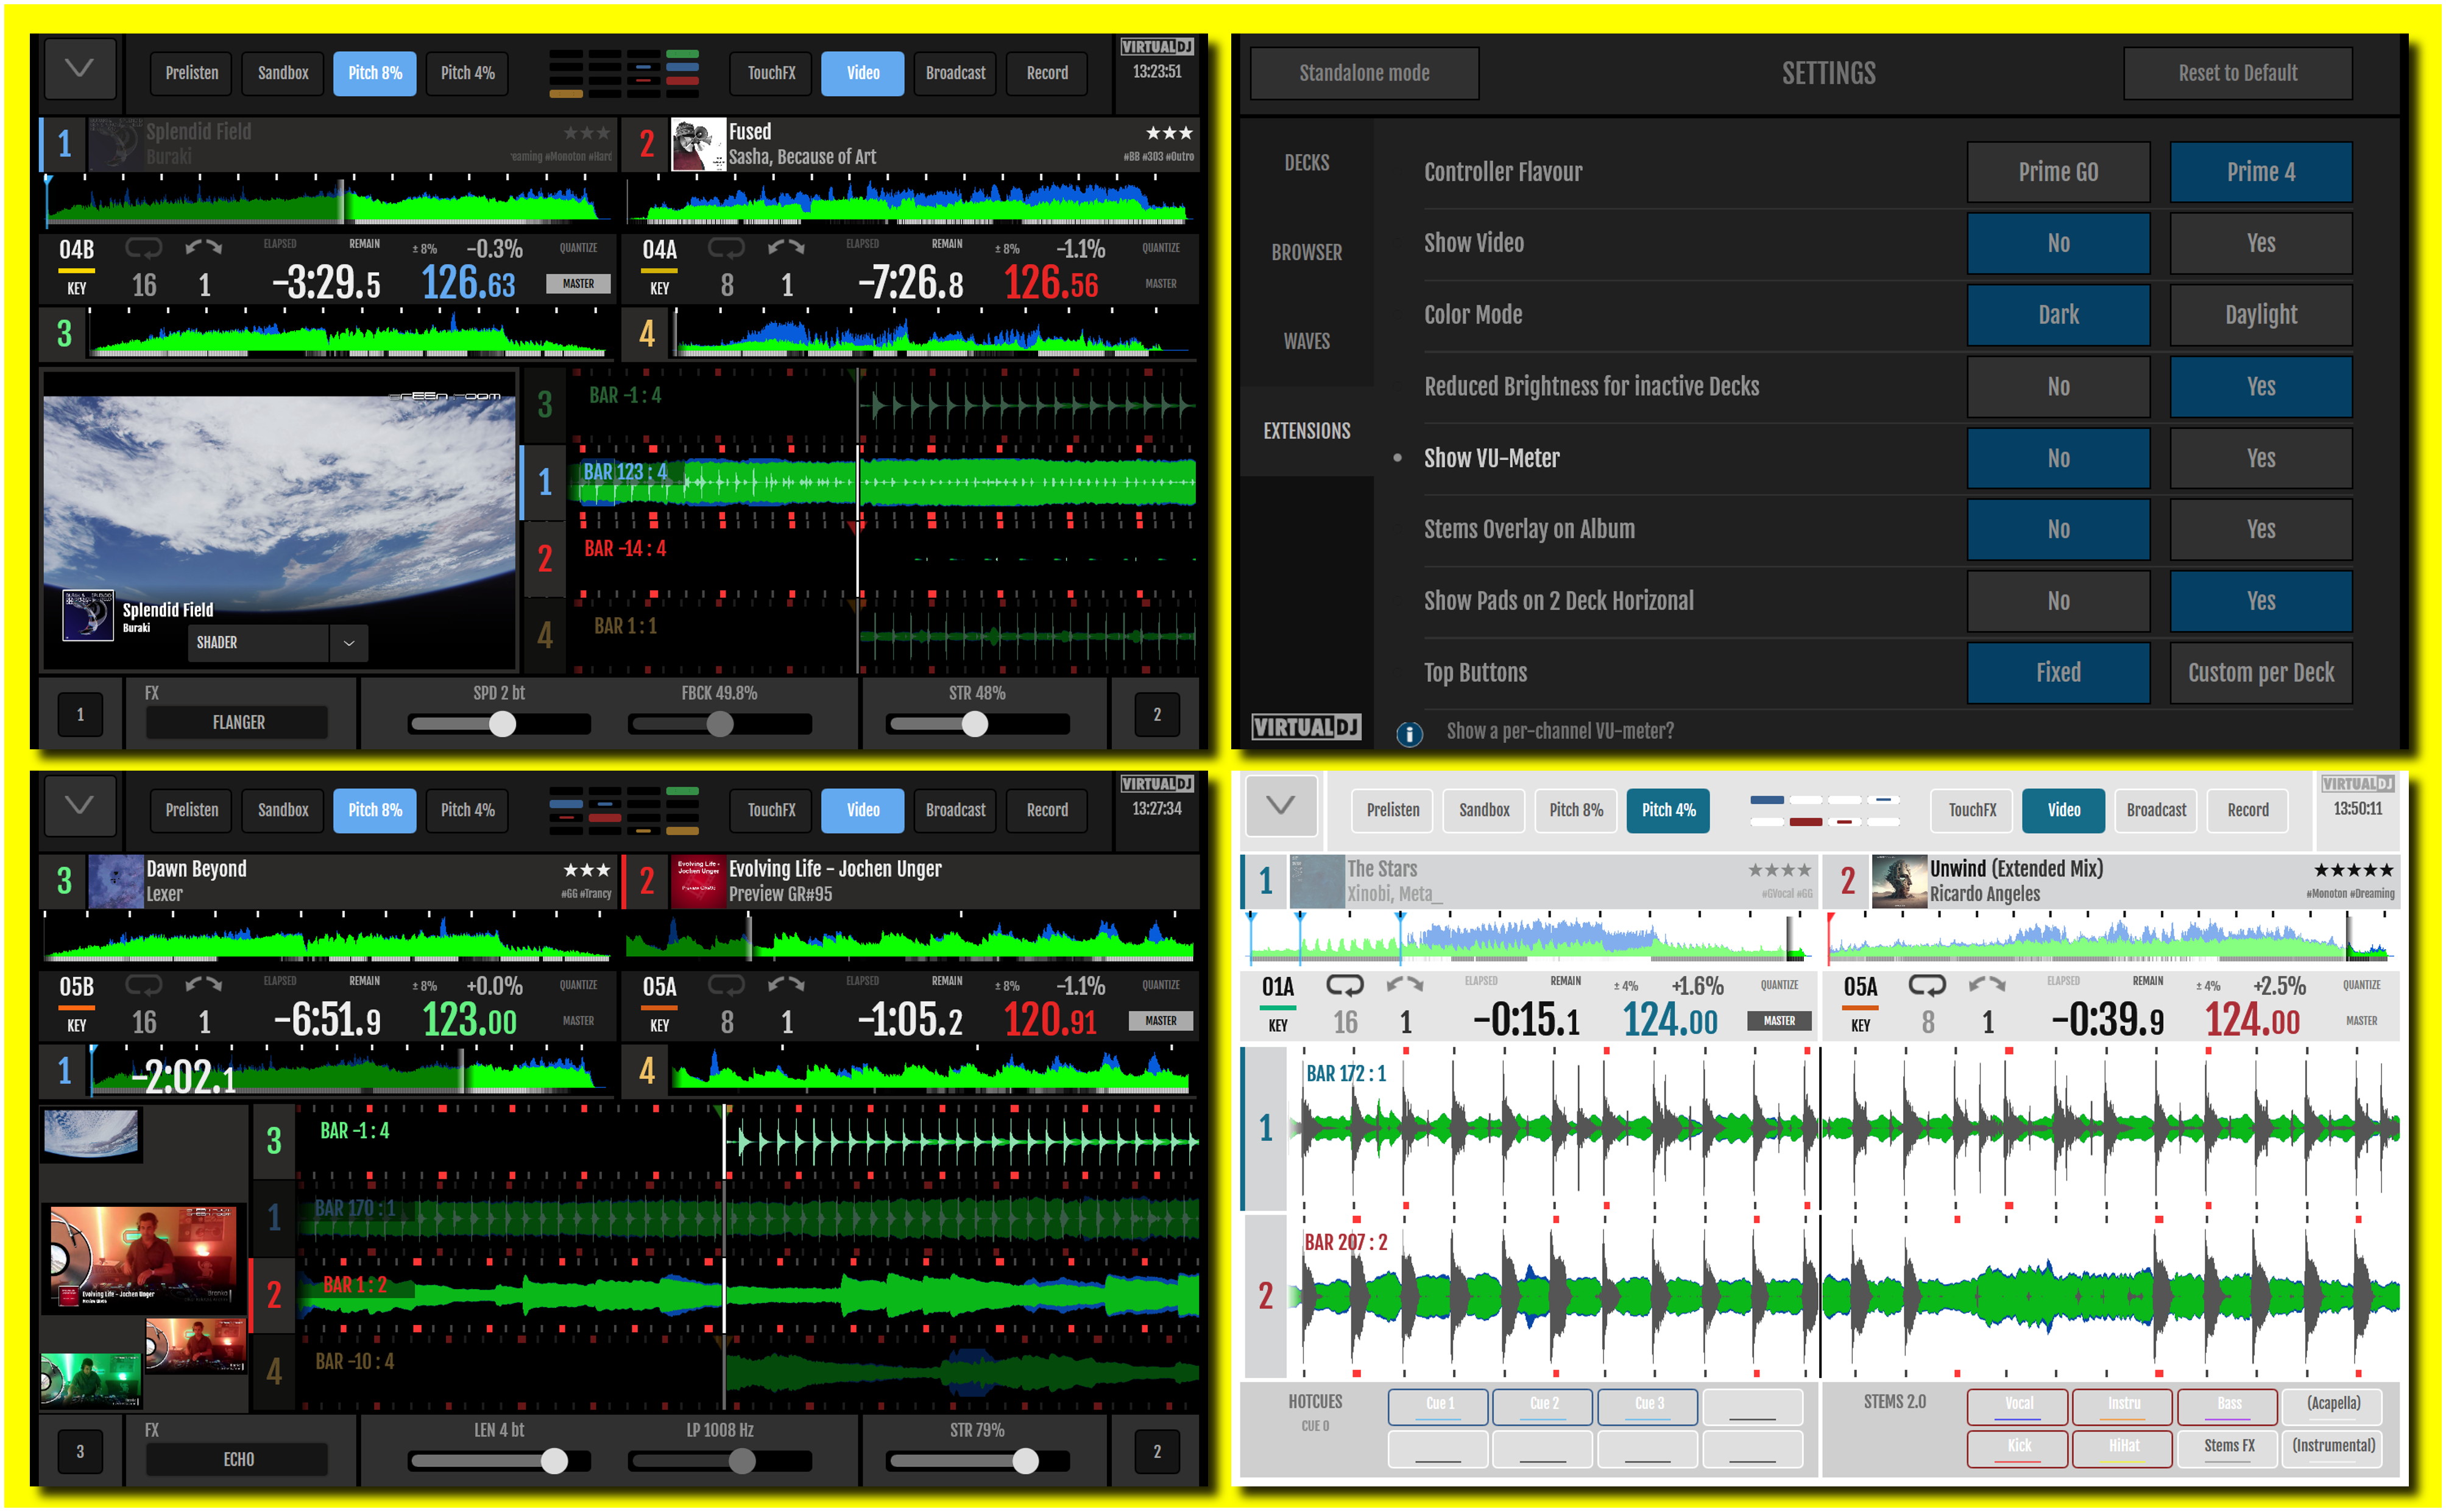 Prelisten Sandbox Pitch 8% Pitch 4% TouchFX Video Broadcast Record VIRTUALDJ
13:23:51
1 Splendid Field ★★★
Buraki eaming #Monoton #Hard
2 Fused ★★★
Sasha, Because of Art #BB #303 #Outro
04B ELAPSED REMAIN ± 8% -0.3% QUANTIZE
KEY 16 1 -3:29.5 126.63 MASTER
04A ELAPSED REMAIN ± 8% -1.1% QUANTIZE
KEY 8 1 -7:26.8 126.56 MASTER
3 4
3 BAR -1 : 4
1 BAR 123 : 4
2 BAR -14 : 4
4 BAR 1 : 1
Splendid Field
Buraki
SHADER
1 FX SPD 2 bt FBCK 49.8% STR 48% 2
FLANGER
Standalone mode SETTINGS Reset to Default
DECKS
BROWSER
WAVES
EXTENSIONS
Controller Flavour Prime GO Prime 4
Show Video No Yes
Color Mode Dark Daylight
Reduced Brightness for inactive Decks No Yes
Show VU-Meter No Yes
Stems Overlay on Album No Yes
Show Pads on 2 Deck Horizonal No Yes
Top Buttons Fixed Custom per Deck
VIRTUALDJ i Show a per-channel VU-meter?
Prelisten Sandbox Pitch 8% Pitch 4% TouchFX Video Broadcast Record VIRTUALDJ
13:27:34
3 Dawn Beyond ★★★
Lexer #GG #Trancy
2 Evolving Life - Jochen Unger
Preview GR#95
05B ELAPSED REMAIN ± 8% +0.0% QUANTIZE
KEY 16 1 -6:51.9 123.00 MASTER
05A ELAPSED REMAIN ± 8% -1.1% QUANTIZE
KEY 8 1 -1:05.2 120.91 MASTER
1 -2:02.1 4
3 BAR -1 : 4
1 BAR 170 : 1
2 BAR 1 : 2
4 BAR -10 : 4
Evolving Life - Jochen Unger
3 FX LEN 4 bt LP 1008 Hz STR 79% 2
ECHO
Prelisten Sandbox Pitch 8% Pitch 4% TouchFX Video Broadcast Record VIRTUALDJ
13:50:11
1 The Stars ★★★★
Xinobi, Meta_ #GVocal #GG
2 Unwind (Extended Mix) ★★★★★
Ricardo Angeles #Monoton #Dreaming
01A ELAPSED REMAIN ± 4% +1.6% QUANTIZE
KEY 16 1 -0:15.1 124.00 MASTER
05A ELAPSED REMAIN ± 4% +2.5% QUANTIZE
KEY 8 1 -0:39.9 124.00 MASTER
1 BAR 172 : 1
2 BAR 207 : 2
HOTCUES Cue 1 Cue 2 Cue 3
CUE 0
STEMS 2.0 Vocal Instru Bass (Acapella)
Kick HiHat Stems FX (Instrumental)